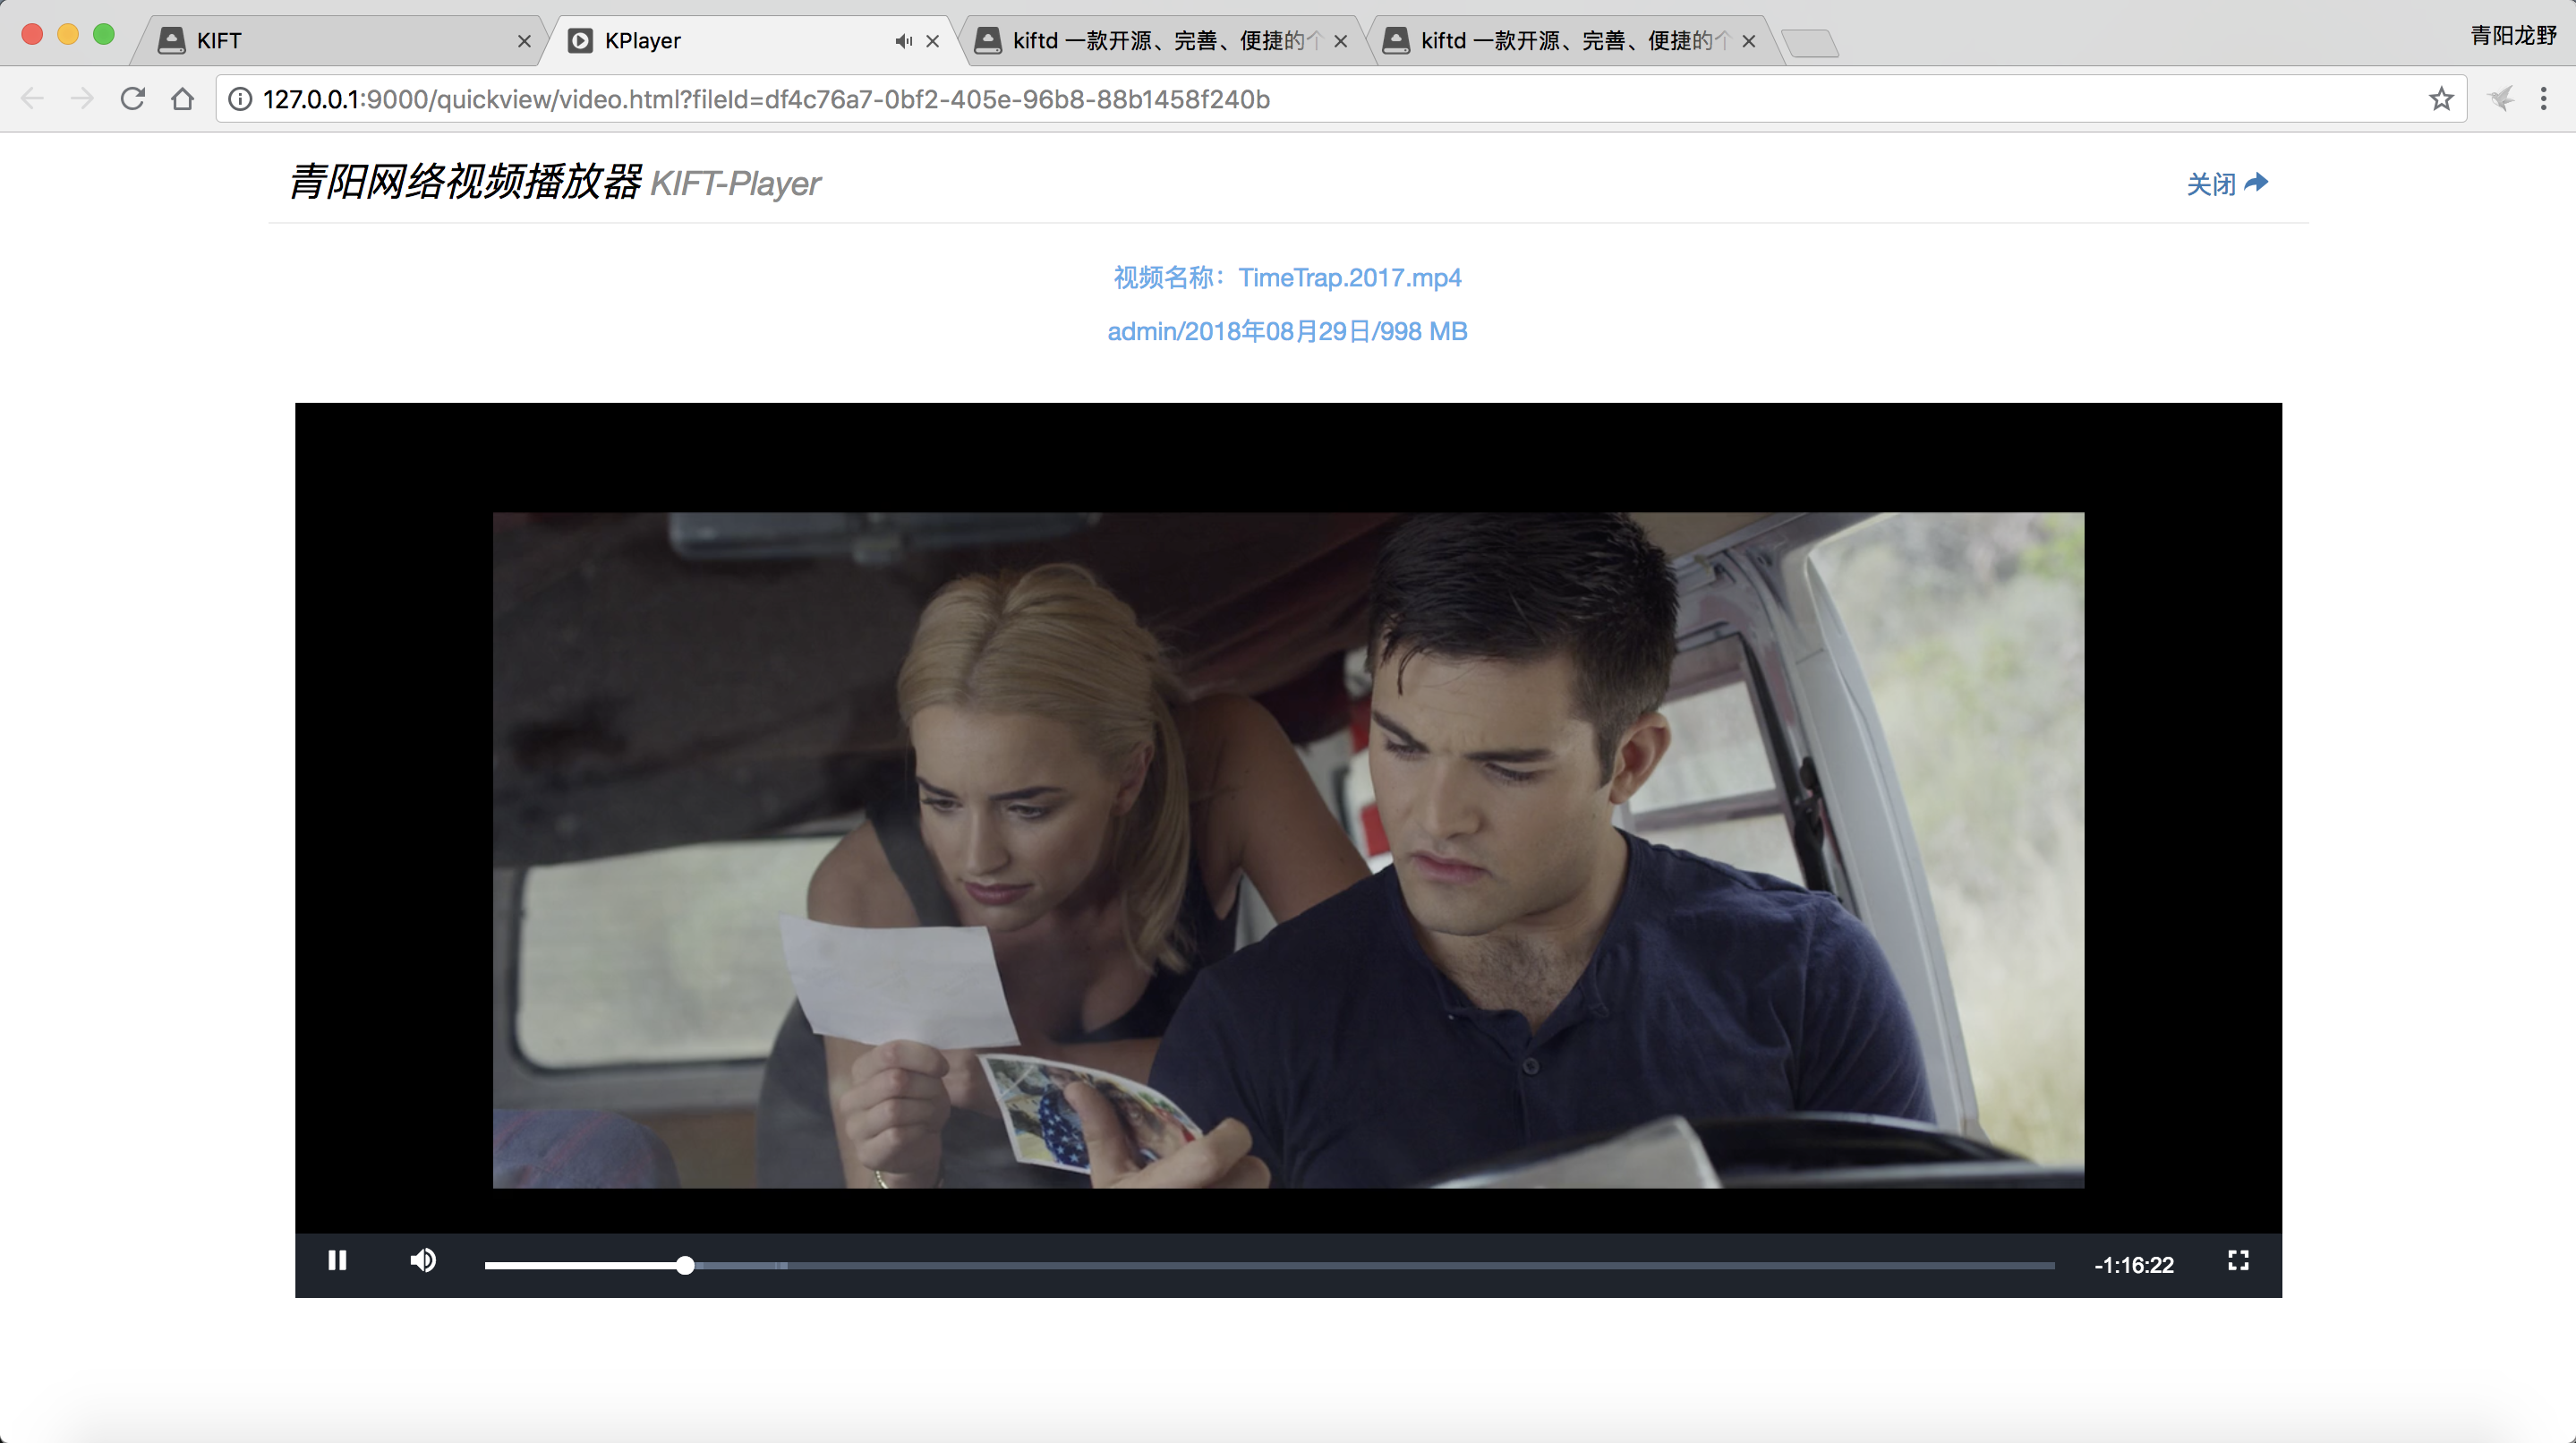 KIFT
KPlayer
kiftd 一款开源、完善、便捷的个
kiftd 一款开源、完善、便捷的个
青阳龙野
127.0.0.1:9000/quickview/video.html?fileId=df4c76a7-0bf2-405e-96b8-88b1458f240b
青阳网络视频播放器 KIFT-Player
关闭
视频名称：TimeTrap.2017.mp4
admin/2018年08月29日/998 MB
-1:16:22